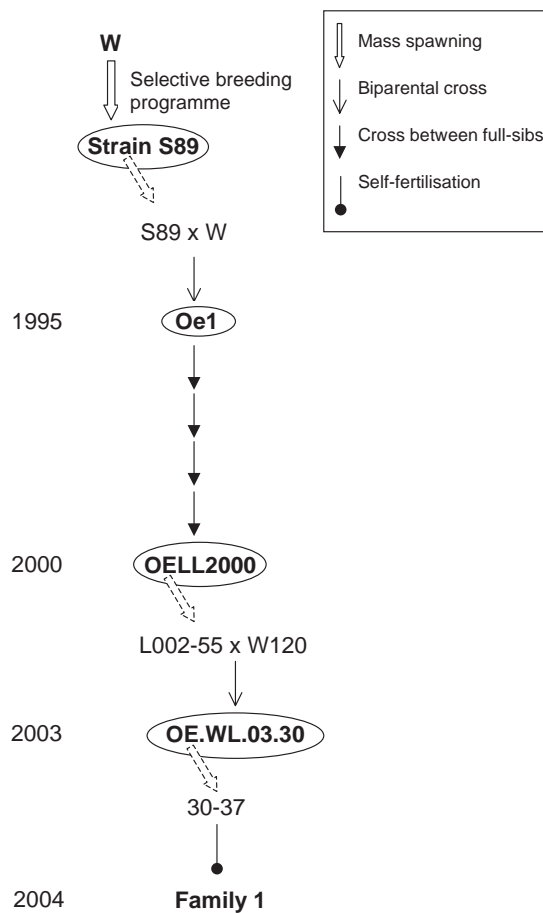 W
Selective breeding
programme
Strain S89
S89 x W
1995
Oe1
2000
OELL2000
L002-55 x W120
2003
OE.WL.03.30
30-37
2004
Family 1
Mass spawning
Biparental cross
Cross between full-sibs
Self-fertilisation